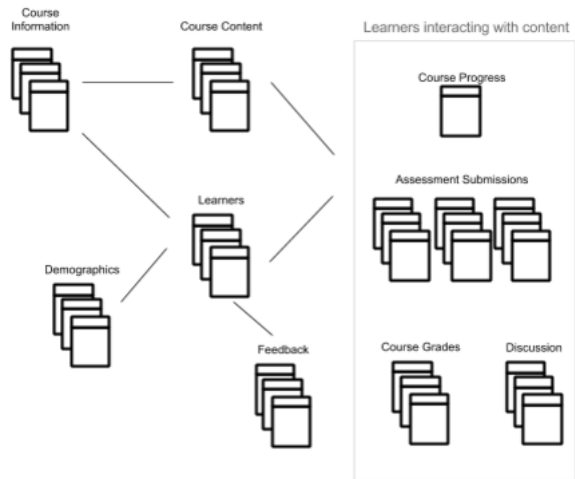 Course
Information
Course Content
Learners interacting with content
Course Progress
Assessment Submissions
Learners
Demographics
Feedback
Course Grades
Discussion